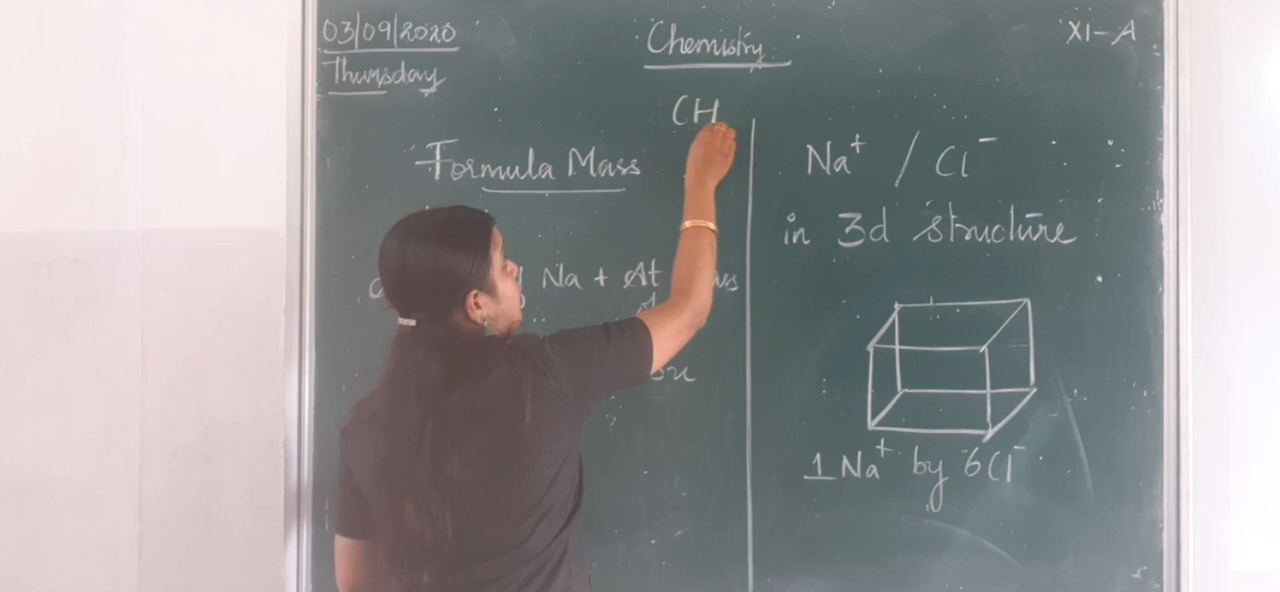 03/09/2020
Thursday
Chemistry
XI-A
CH
Formula Mass
Na + At
Na⁺ / Cl⁻
in 3d structure
1 Na⁺ by 6Cl⁻